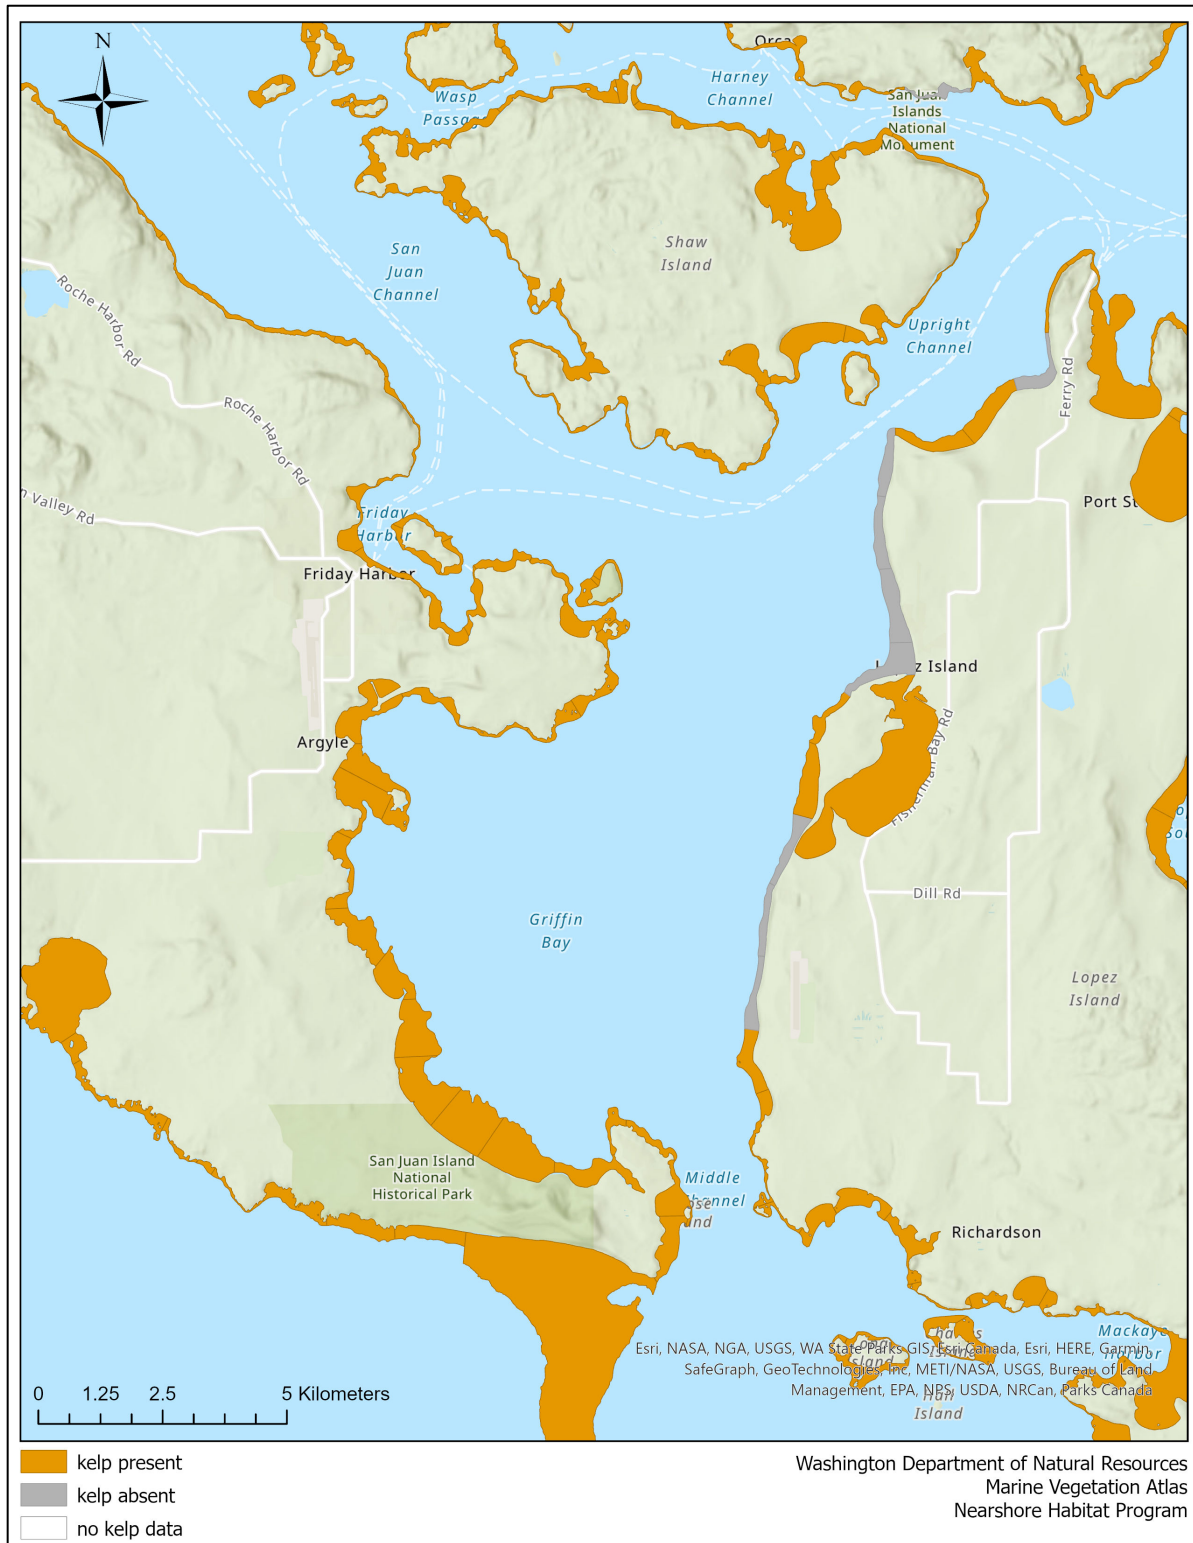 N
Orca
Harney
Channel
Wasp
Passage
San Juan
Islands
National
Monument
San
Juan
Channel
Shaw
Island
Roche Harbor Rd
Upright
Channel
Ferry Rd
Roche Harbor Rd
n Valley Rd
Port St
Friday
Harbor
Friday Harbor
z Island
Argyle
Fisherman Bay Rd
Dill Rd
Griffin
Bay
Lopez
Island
San Juan Island
National
Historical Park
Middle
Channel
Richardson
Mackaye
Harbor
Island
Esri, NASA, NGA, USGS, WA State Parks GIS, Esri Canada, Esri, HERE, Garmin,
SafeGraph, GeoTechnologies, Inc, METI/NASA, USGS, Bureau of Land
Management, EPA, NPS, USDA, NRCan, Parks Canada
Hall
Island
0 1.25 2.5 5 Kilometers
kelp present
kelp absent
no kelp data
Washington Department of Natural Resources
Marine Vegetation Atlas
Nearshore Habitat Program